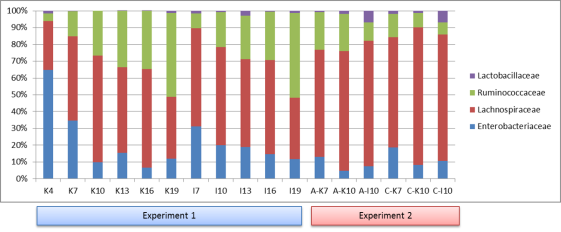 100%
90%
80%
70%
60%
50%
40%
30%
20%
10%
0%
Lactobacillaceae
Ruminococcaceae
Lachnospiraceae
Enterobacteriaceae
K4 K7 K10 K13 K16 K19 I7 I10 I13 I16 I19 A-K7 A-K10 A-I10 C-K7 C-K10 C-I10
Experiment 1 Experiment 2